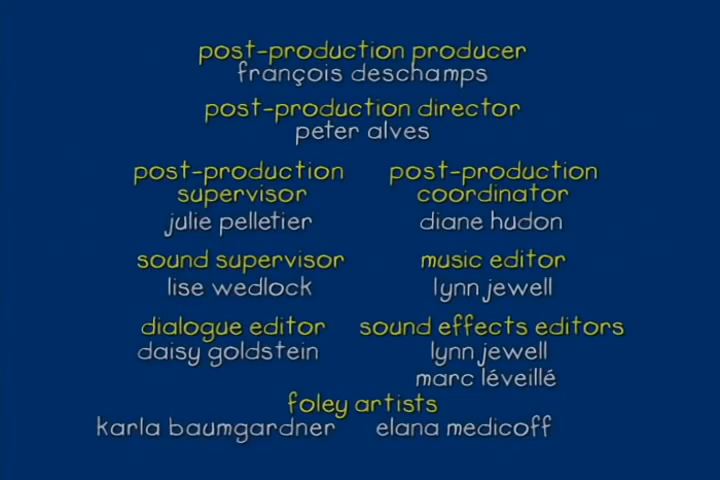 post-production producer
françois deschamps
post-production director
peter alves
post-production
supervisor
julie pelletier
post-production
coordinator
diane hudon
sound supervisor
lise wedlock
music editor
lynn jewell
dialogue editor
daisy goldstein
sound effects editors
lynn jewell
marc léveillé
foley artists
karla baumgardner elana medicoff